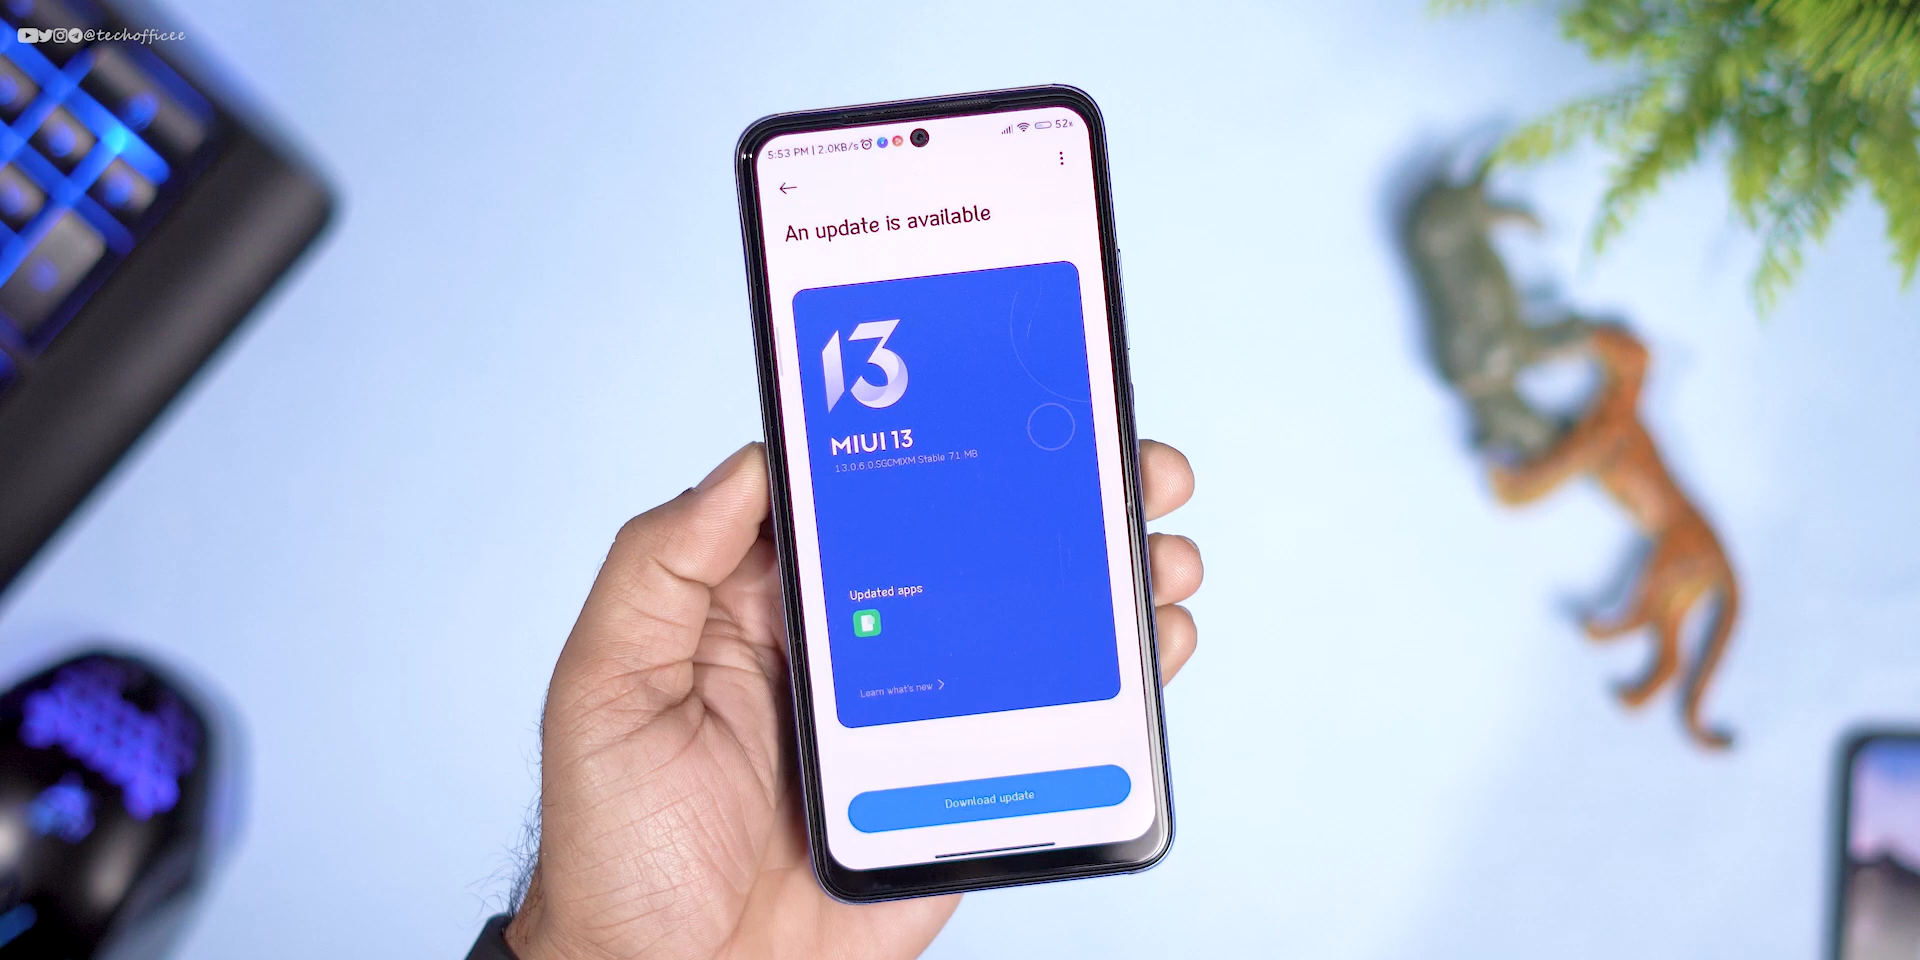 @techofficee
5:53 PM | 2.0KB/s
52%
An update is available
13
MIUI 13
13.0.6.0.SGCMIXM Stable 71 MB
Updated apps
Learn what's new
Download update